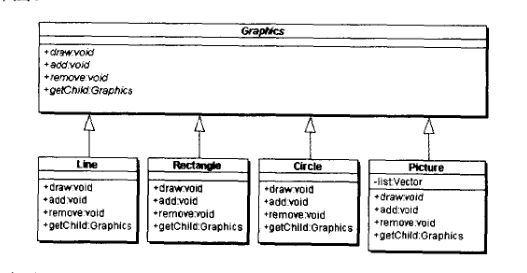 Graphics
+draw:void
+add:void
+remove:void
+getChild:Graphics
Line
+draw:void
+add:void
+remove:void
+getChild:Graphics
Rectangle
+draw:void
+add:void
+remove:void
+getChild:Graphics
Circle
+draw:void
+add:void
+remove:void
+getChild:Graphics
Picture
-list:Vector
+draw:void
+add:void
+remove:void
+getChild:Graphics